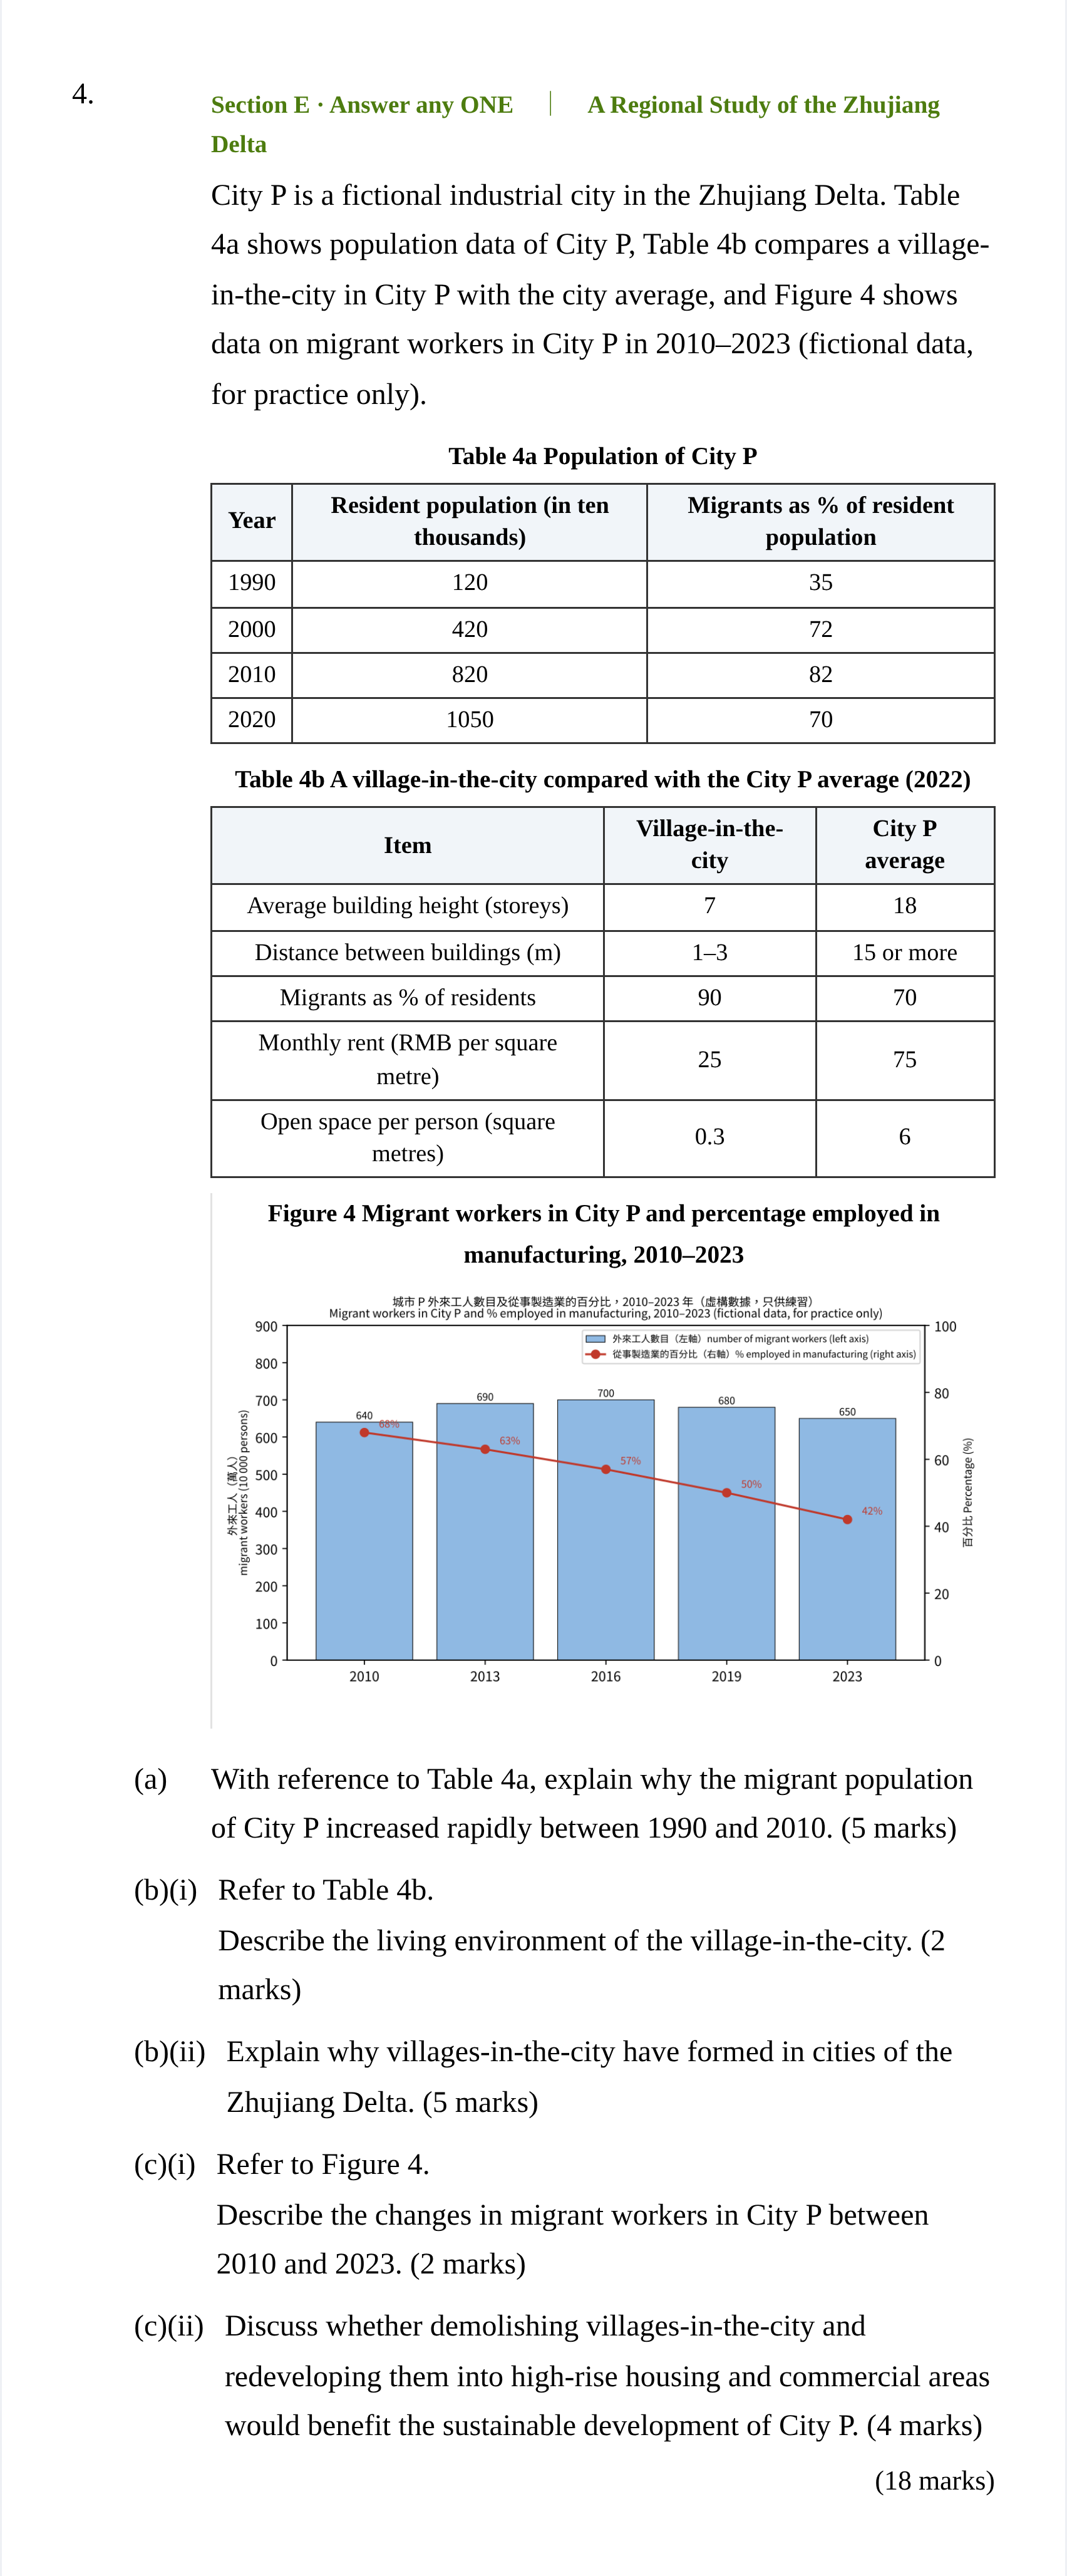 4.
Section E · Answer any ONE | A Regional Study of the Zhujiang
Delta
City P is a fictional industrial city in the Zhujiang Delta. Table
4a shows population data of City P, Table 4b compares a village-
in-the-city in City P with the city average, and Figure 4 shows
data on migrant workers in City P in 2010–2023 (fictional data,
for practice only).
Table 4a Population of City P
Year
Resident population (in ten
thousands)
Migrants as % of resident
population
1990 120 35
2000 420 72
2010 820 82
2020 1050 70
Table 4b A village-in-the-city compared with the City P average (2022)
Item
Village-in-the-
city
City P
average
Average building height (storeys) 7 18
Distance between buildings (m) 1–3 15 or more
Migrants as % of residents 90 70
Monthly rent (RMB per square
metre)
25 75
Open space per person (square
metres)
0.3 6
Figure 4 Migrant workers in City P and percentage employed in
manufacturing, 2010–2023
城市 P 外來工人數目及從事製造業的百分比，2010–2023 年（虛構數據，只供練習）
Migrant workers in City P and % employed in manufacturing, 2010–2023 (fictional data, for practice only)
外來工人數目（左軸）number of migrant workers (left axis)
從事製造業的百分比（右軸）% employed in manufacturing (right axis)
外來工人（萬人）
migrant workers (10 000 persons)
900
800
700
600
500
400
300
200
100
0
640
690
700
680
650
68%
63%
57%
50%
42%
100
80
60
40
20
0
百分比 Percentage (%)
2010 2013 2016 2019 2023
(a) With reference to Table 4a, explain why the migrant population
of City P increased rapidly between 1990 and 2010. (5 marks)
(b)(i) Refer to Table 4b.
Describe the living environment of the village-in-the-city. (2
marks)
(b)(ii) Explain why villages-in-the-city have formed in cities of the
Zhujiang Delta. (5 marks)
(c)(i) Refer to Figure 4.
Describe the changes in migrant workers in City P between
2010 and 2023. (2 marks)
(c)(ii) Discuss whether demolishing villages-in-the-city and
redeveloping them into high-rise housing and commercial areas
would benefit the sustainable development of City P. (4 marks)
(18 marks)